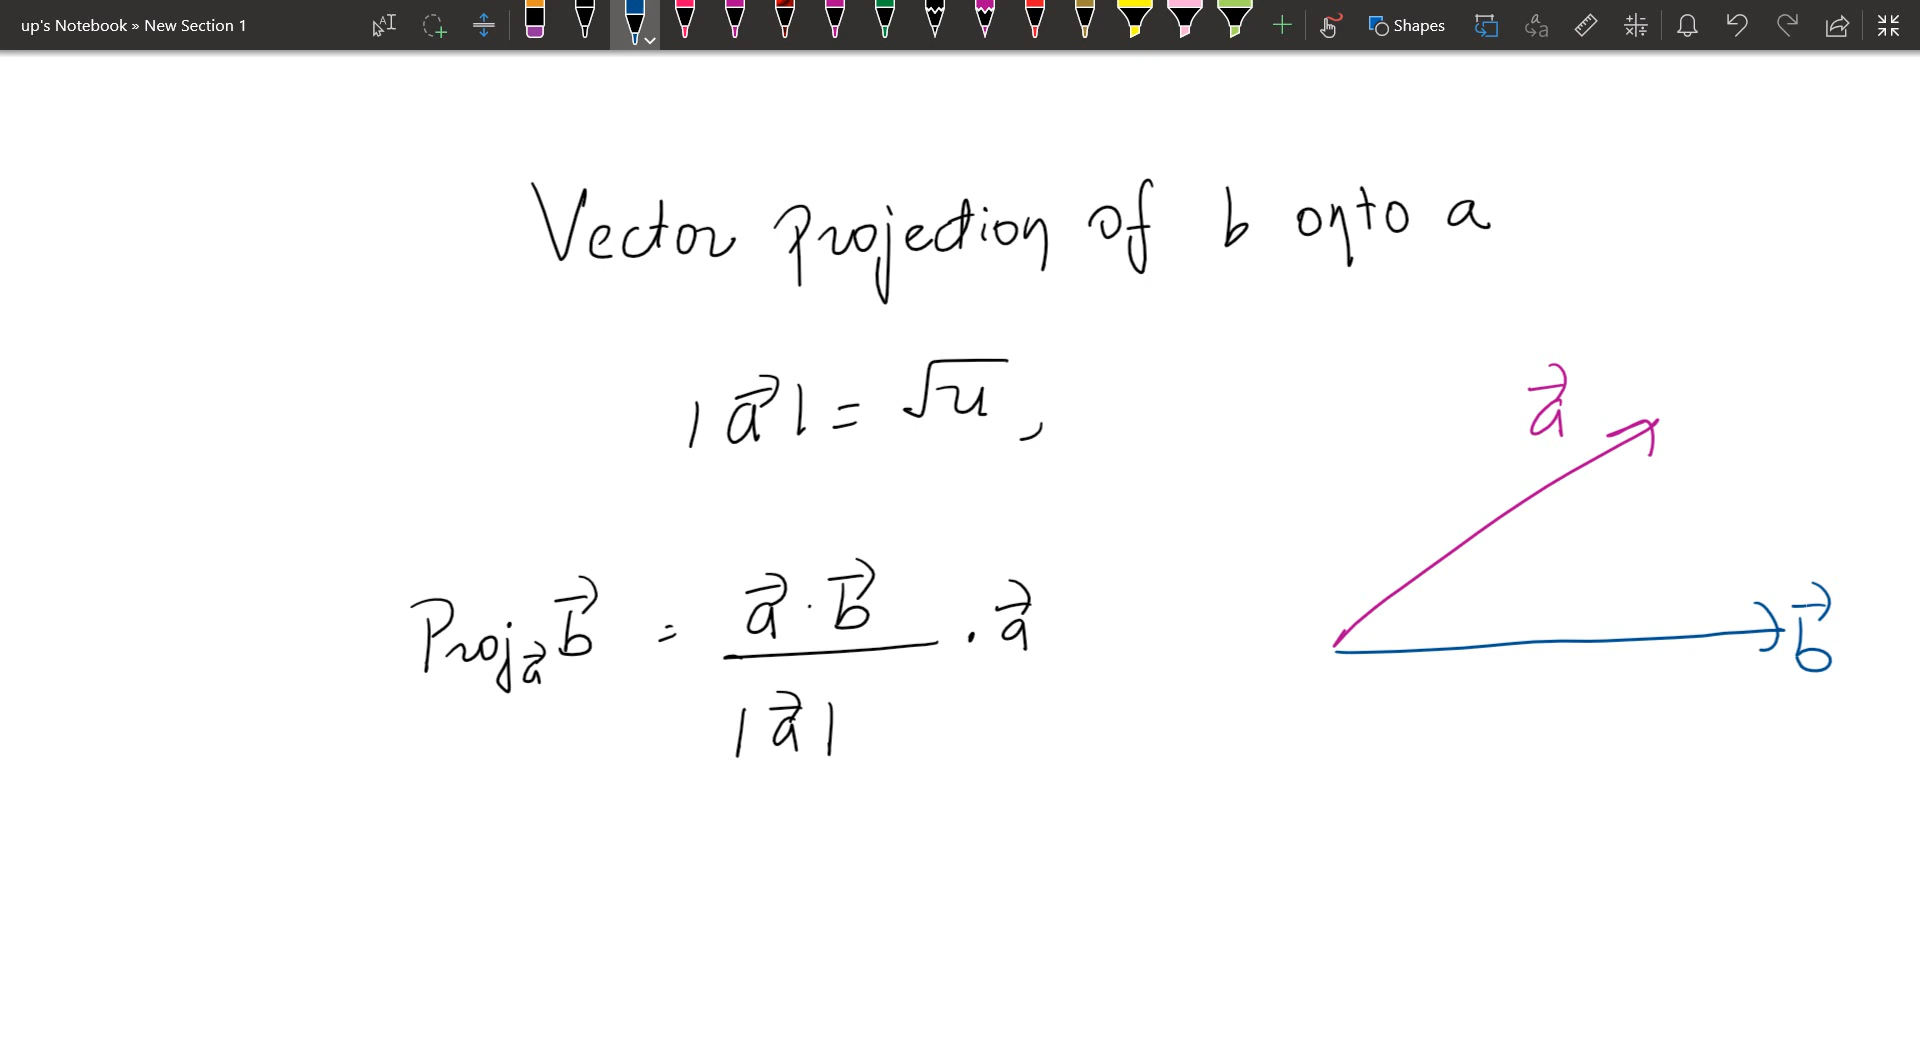 up's Notebook » New Section 1
Shapes
Vector Projection of b onto a
|a⃗| = √u,
a⃗
Proj_a⃗ b⃗ = (a⃗ · b⃗) / |a⃗| · a⃗
b⃗